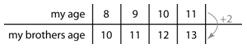 my age 8 9 10 11
my brothers age 10 11 12 13
+2